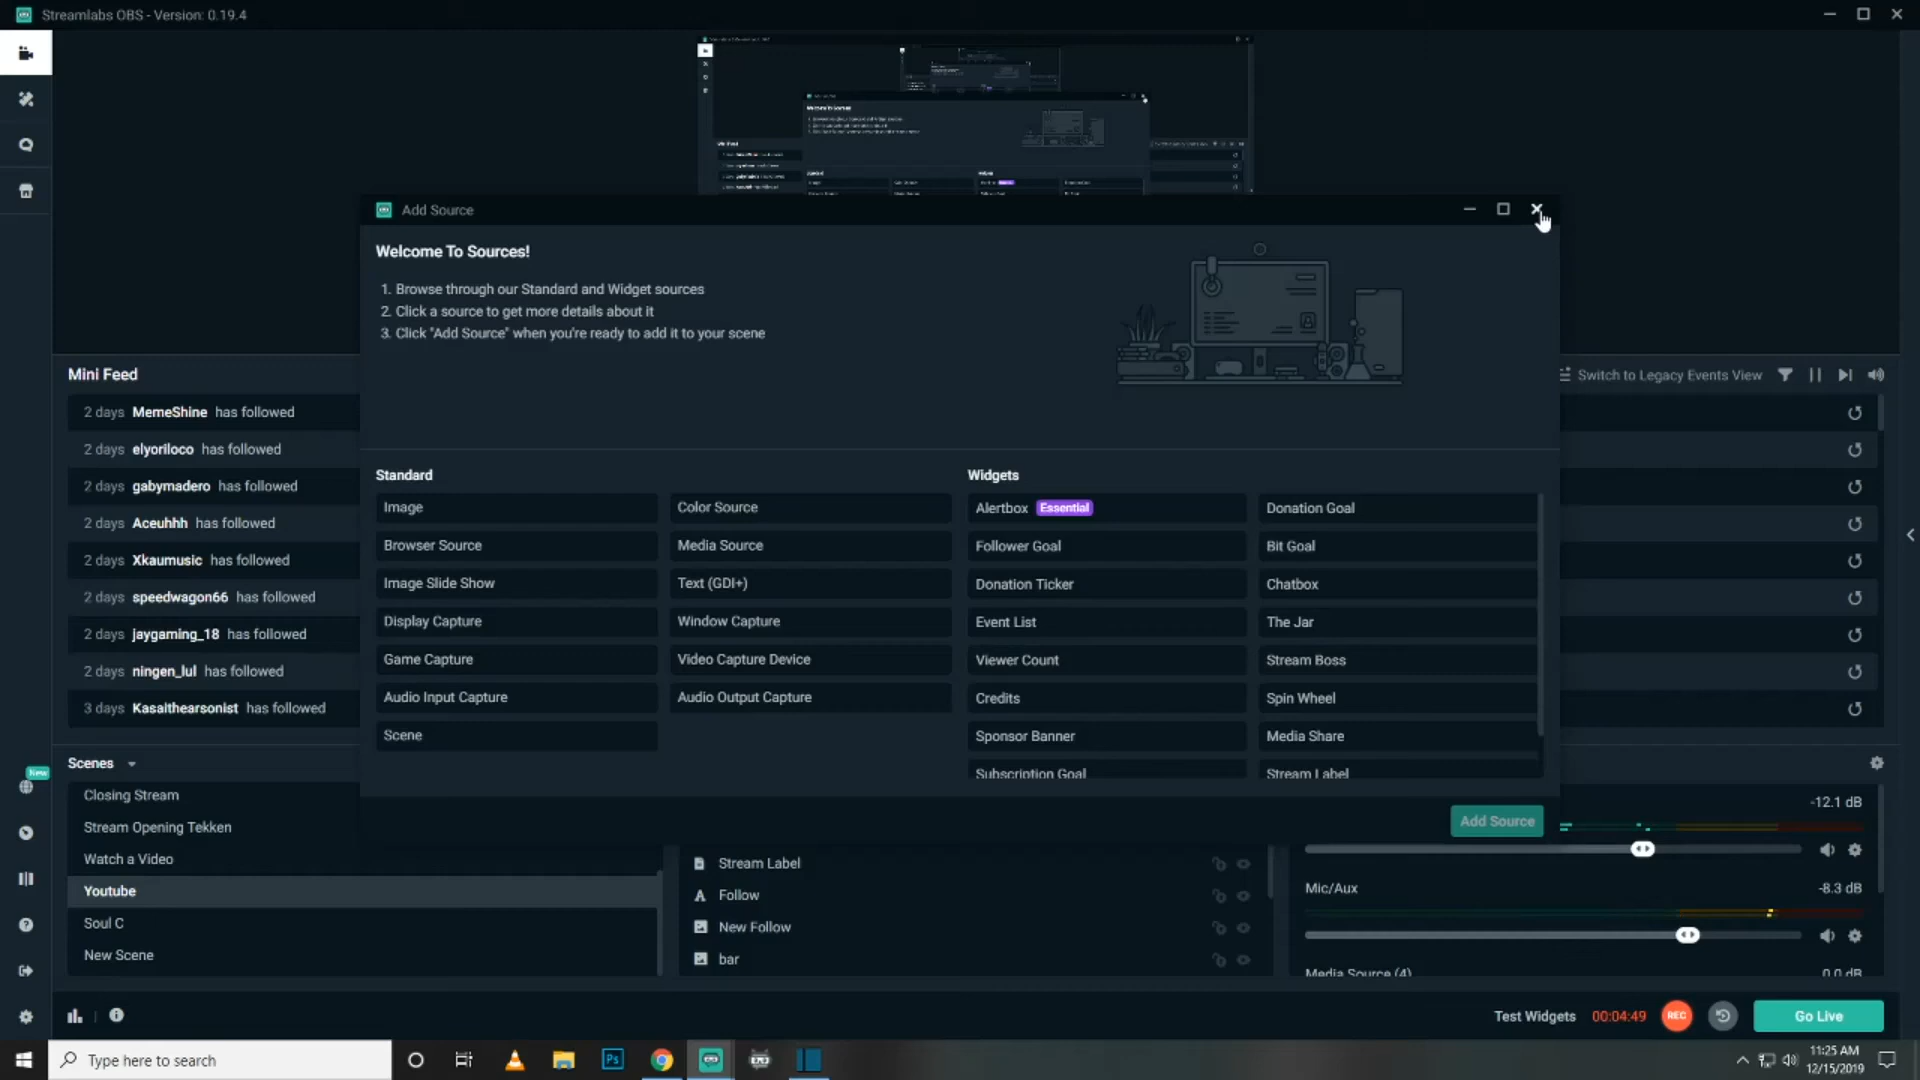 Streamlabs OBS - Version: 0.19.4
Add Source
Welcome To Sources!
1. Browse through our Standard and Widget sources
2. Click a source to get more details about it
3. Click "Add Source" when you're ready to add it to your scene
Mini Feed
Switch to Legacy Events View
2 days MemeShine has followed
2 days elyoriloco has followed
2 days gabymadero has followed
2 days Aceuhhh has followed
2 days Xkaumusic has followed
2 days speedwagon66 has followed
2 days jaygaming_18 has followed
2 days ningen_lul has followed
3 days Kasaithearsonist has followed
Standard
Image
Color Source
Browser Source
Media Source
Image Slide Show
Text (GDI+)
Display Capture
Window Capture
Game Capture
Video Capture Device
Audio Input Capture
Audio Output Capture
Scene
Widgets
Alertbox Essential
Donation Goal
Follower Goal
Bit Goal
Donation Ticker
Chatbox
Event List
The Jar
Viewer Count
Stream Boss
Credits
Spin Wheel
Sponsor Banner
Media Share
Subscription Goal
Stream Label
Add Source
New
Scenes
Closing Stream
Stream Opening Tekken
Watch a Video
Youtube
Soul C
New Scene
Stream Label
Follow
New Follow
bar
-12.1 dB
Mic/Aux
-8.3 dB
Media Source (4)
0.0 dB
Test Widgets
00:04:49
REC
Go Live
Type here to search
Ps
11:25 AM
12/15/2019